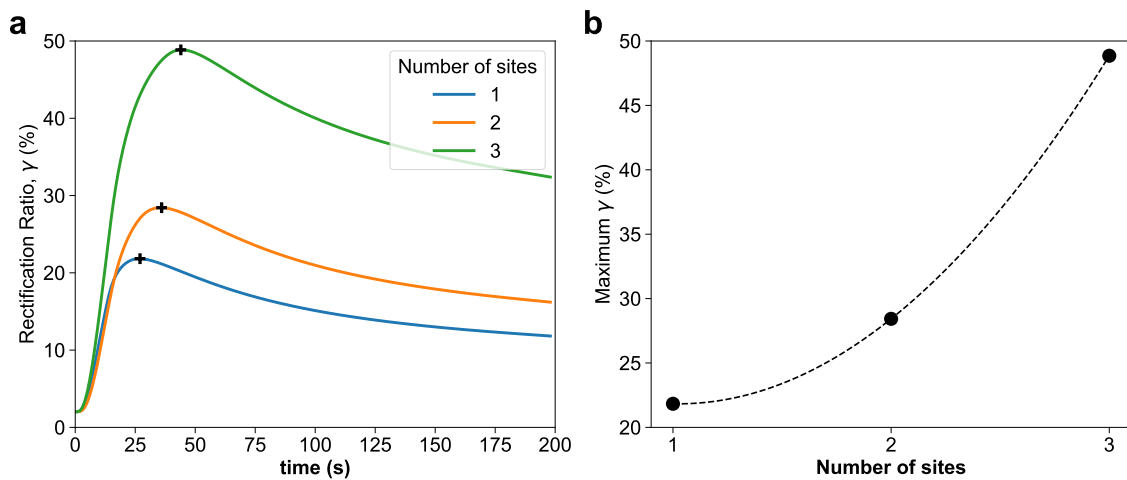 a
50
40
30
20
10
0
Rectification Ratio, γ (%)
0 25 50 75 100 125 150 175 200
time (s)
Number of sites
1
2
3
b
50
45
40
35
30
25
20
Maximum γ (%)
1 2 3
Number of sites